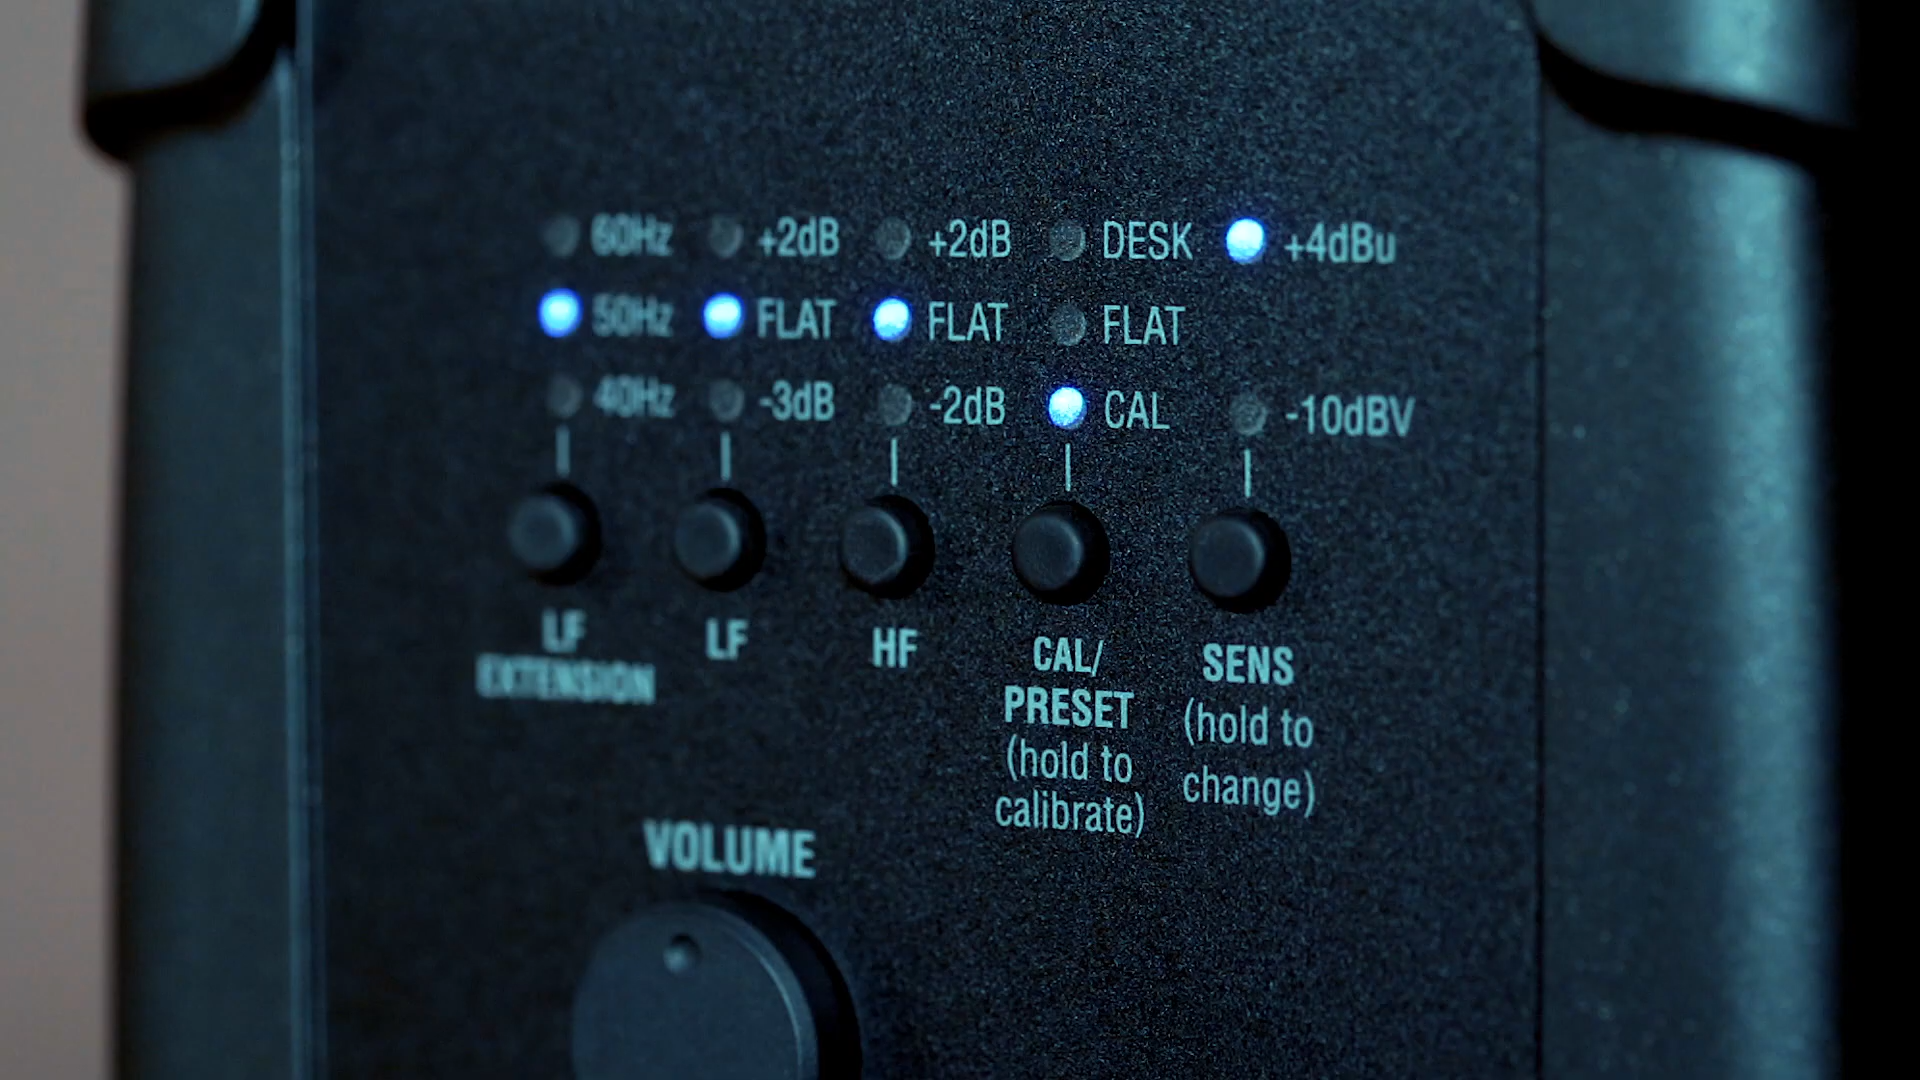 60Hz +2dB +2dB DESK +4dBu
50Hz FLAT FLAT FLAT
40Hz -3dB -2dB CAL -10dBV
LF
EXTENSION
LF
HF
CAL/
PRESET
(hold to
calibrate)
SENS
(hold to
change)
VOLUME